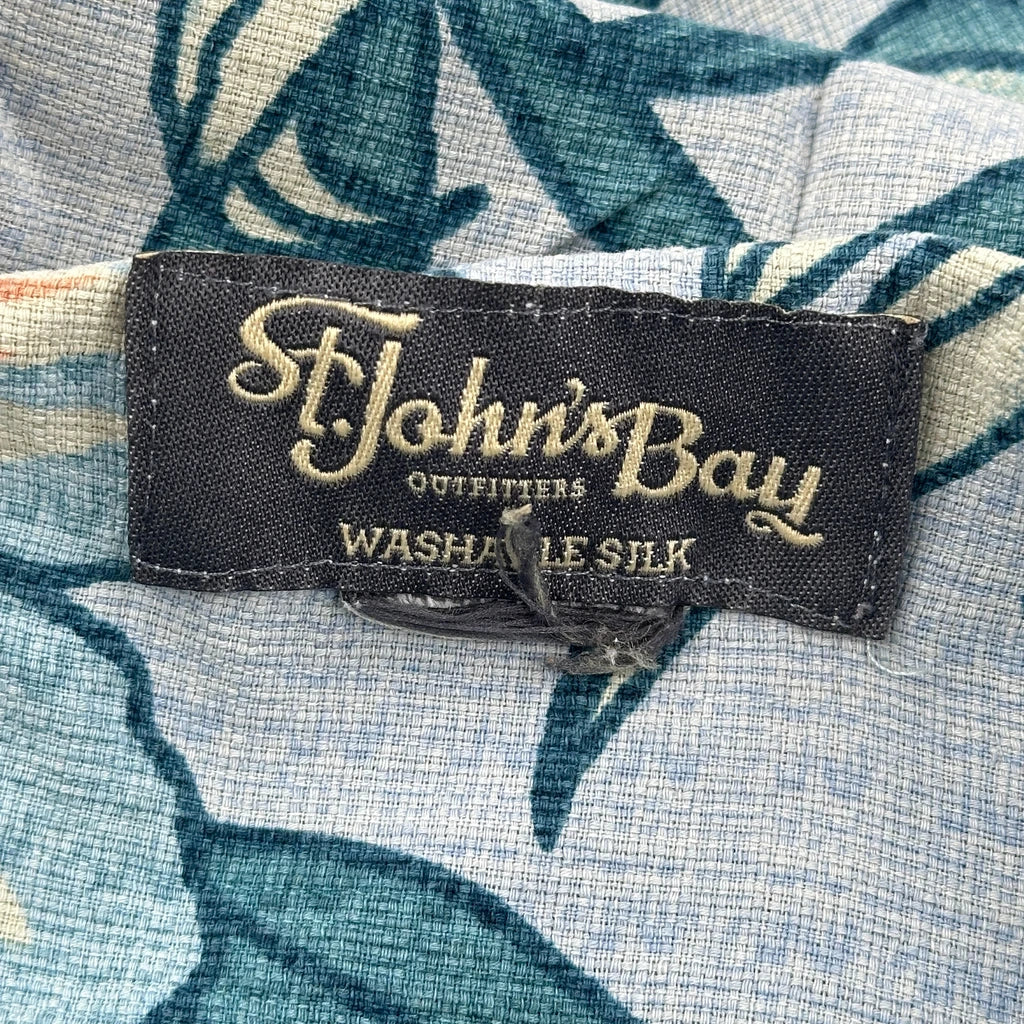 St. John's Bay
OUTFITTERS
WASHABLE SILK